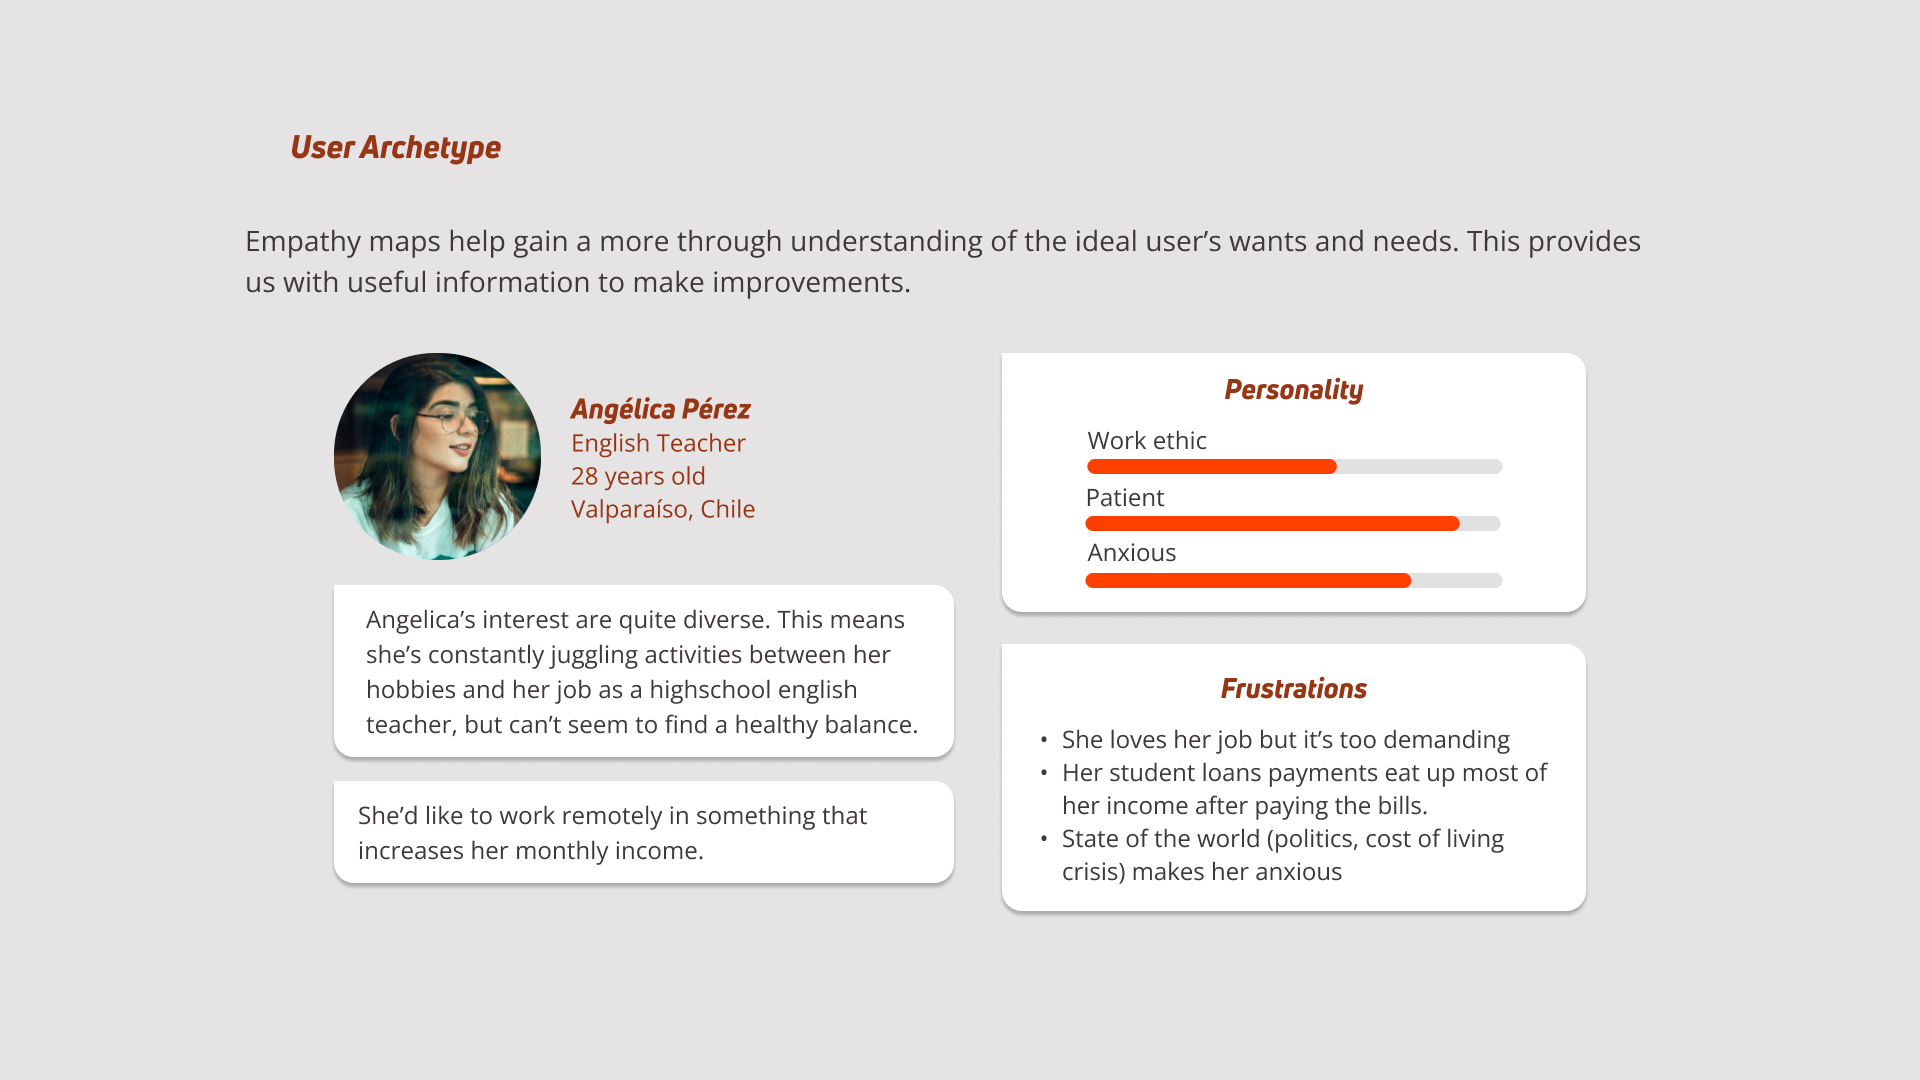 User Archetype
Empathy maps help gain a more through understanding of the ideal user’s wants and needs. This provides
us with useful information to make improvements.
Angélica Pérez
English Teacher
28 years old
Valparaíso, Chile
Angelica’s interest are quite diverse. This means
she’s constantly juggling activities between her
hobbies and her job as a highschool english
teacher, but can’t seem to find a healthy balance.
She’d like to work remotely in something that
increases her monthly income.
Personality
Work ethic
Patient
Anxious
Frustrations
• She loves her job but it’s too demanding
• Her student loans payments eat up most of
her income after paying the bills.
• State of the world (politics, cost of living
crisis) makes her anxious